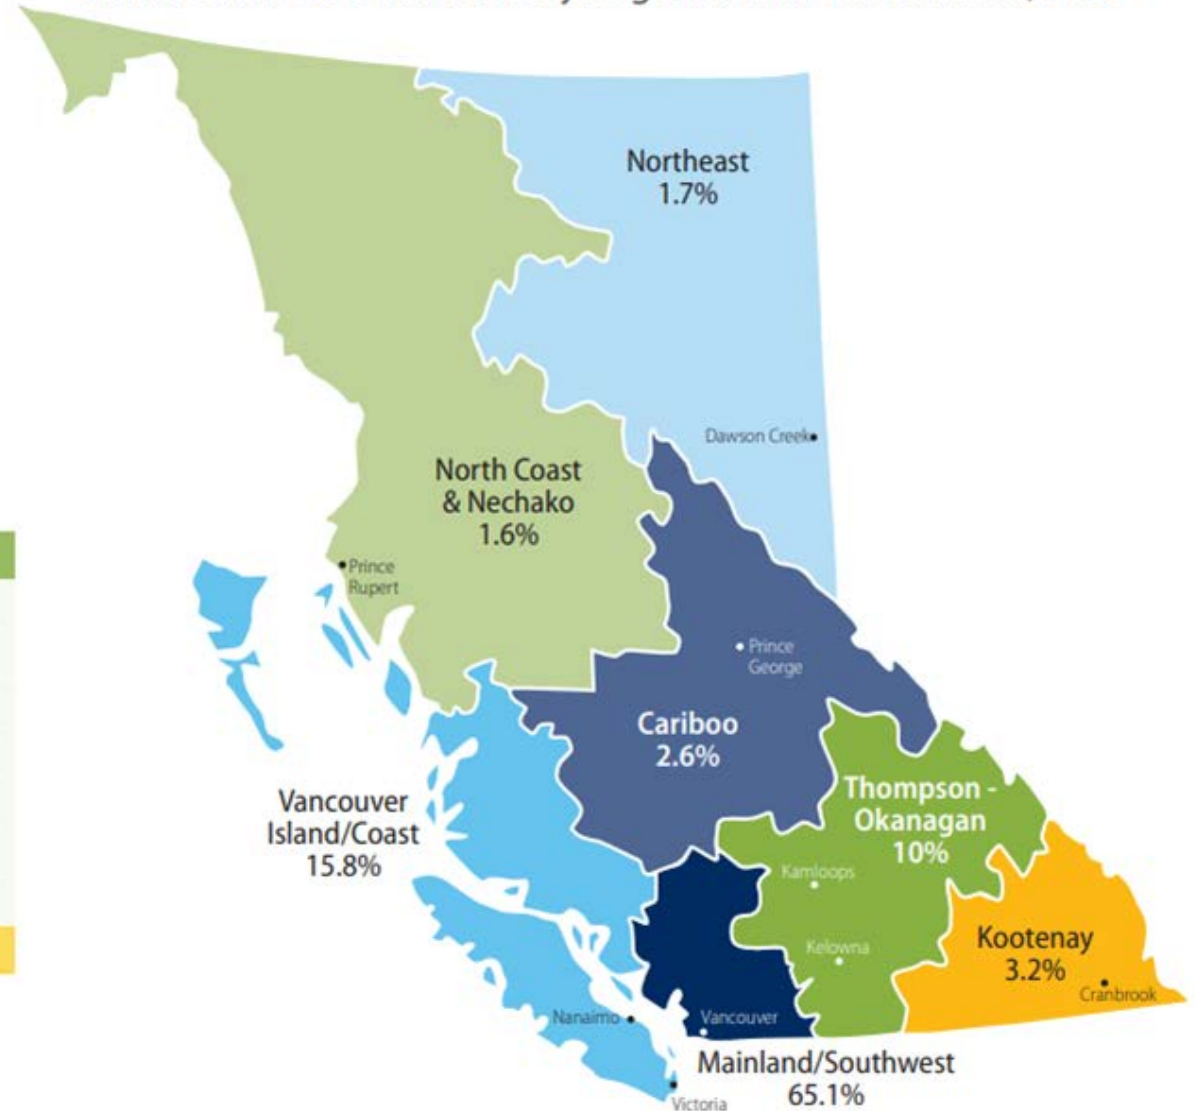 Northeast
1.7%
Dawson Creek
North Coast
& Nechako
1.6%
Prince
Rupert
Prince
George
Cariboo
2.6%
Thompson -
Okanagan
10%
Vancouver
Island/Coast
15.8%
Kamloops
Kelowna
Kootenay
3.2%
Cranbrook
Nanaimo
Vancouver
Mainland/Southwest
65.1%
Victoria